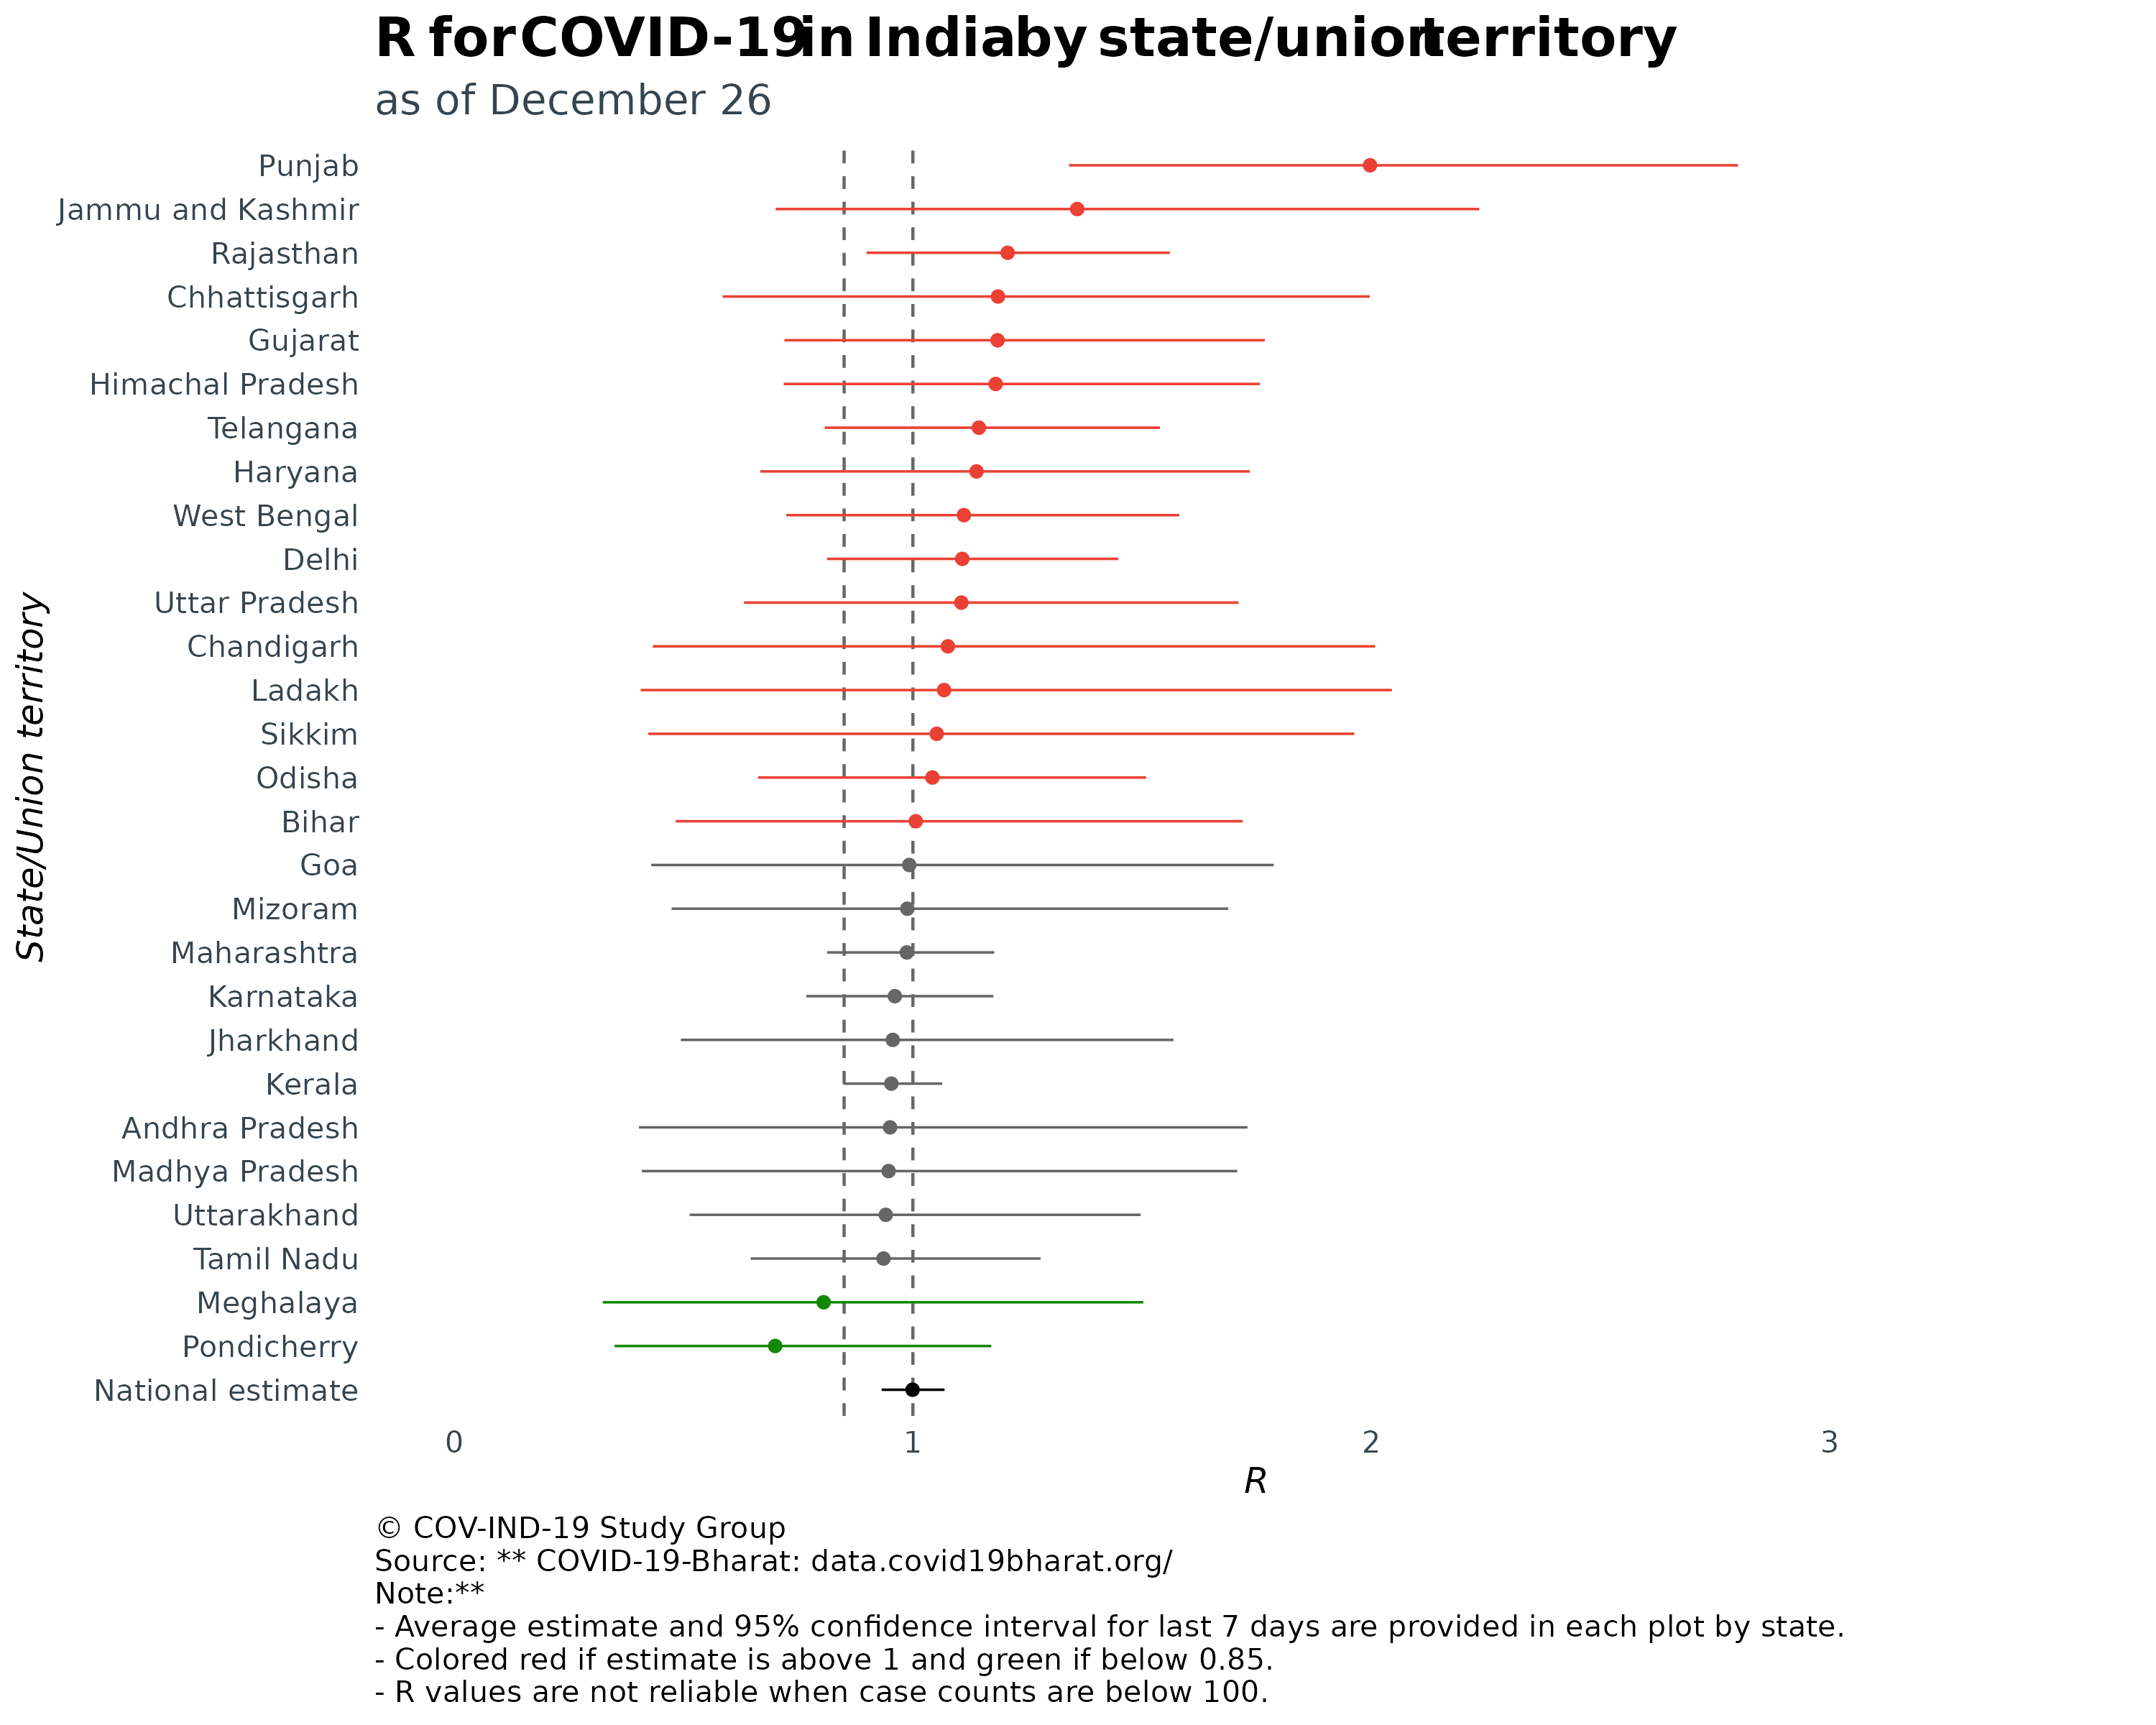 R for COVID-19 in India by state/union territory
as of December 26
Punjab
Jammu and Kashmir
Rajasthan
Chhattisgarh
Gujarat
Himachal Pradesh
Telangana
Haryana
West Bengal
Delhi
Uttar Pradesh
Chandigarh
Ladakh
Sikkim
Odisha
Bihar
Goa
Mizoram
Maharashtra
Karnataka
Jharkhand
Kerala
Andhra Pradesh
Madhya Pradesh
Uttarakhand
Tamil Nadu
Meghalaya
Pondicherry
National estimate
State/Union territory
0 1 2 3
R
© COV-IND-19 Study Group
Source: ** COVID-19-Bharat: data.covid19bharat.org/
Note:**
- Average estimate and 95% confidence interval for last 7 days are provided in each plot by state.
- Colored red if estimate is above 1 and green if below 0.85.
- R values are not reliable when case counts are below 100.